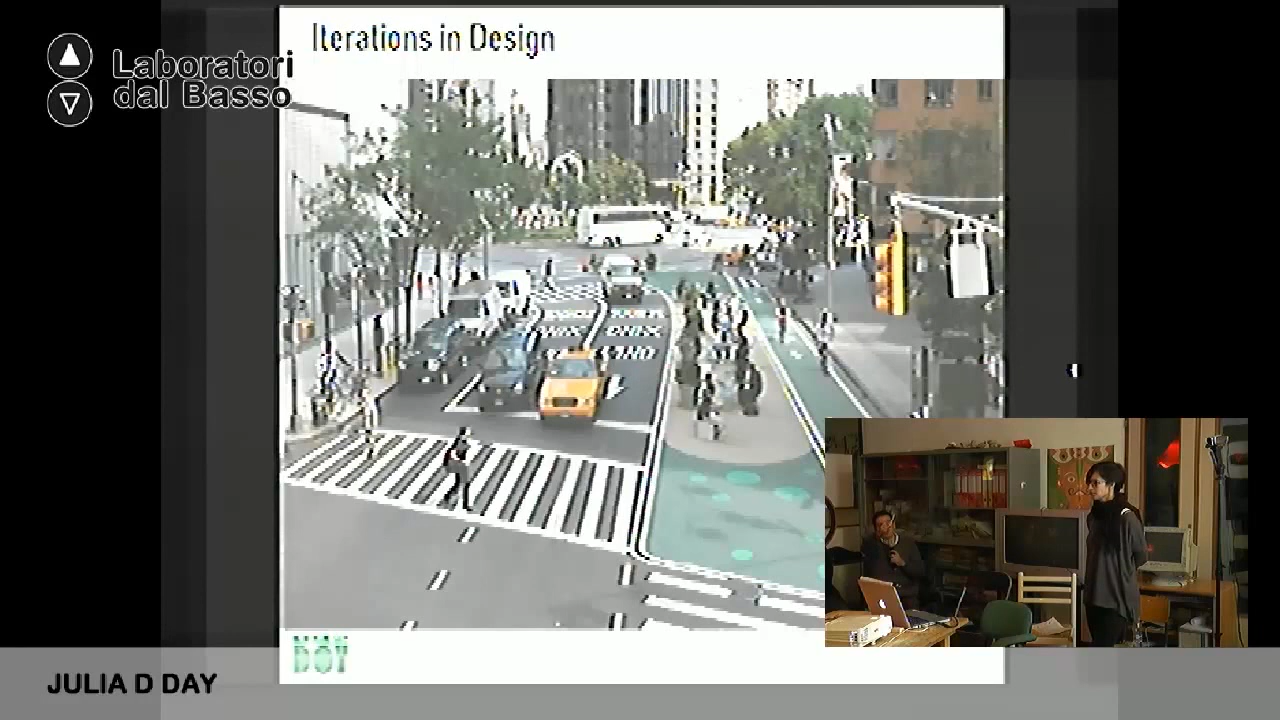 Iterations in Design
Laboratori
dal Basso
DOT
JULIA D DAY